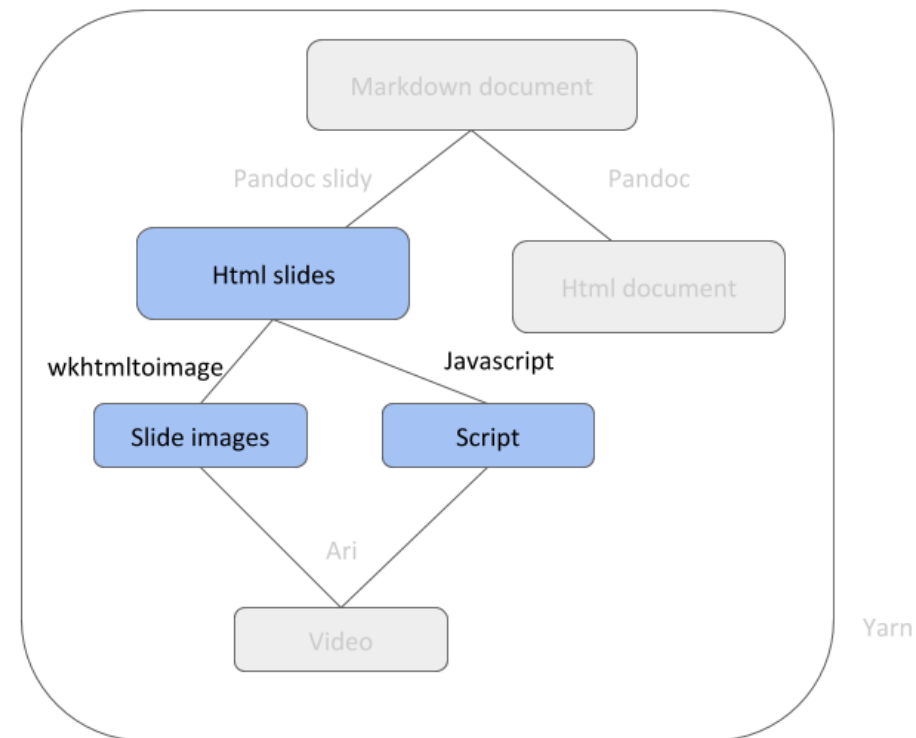 Markdown document
Pandoc slidy
Pandoc
Html slides
Html document
wkhtmltoimage
Javascript
Slide images
Script
Ari
Video
Yarn